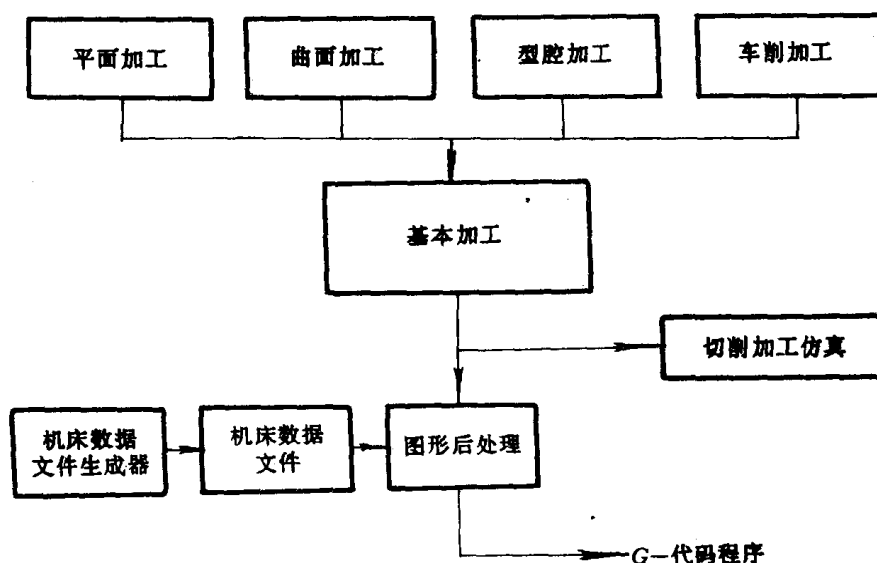 平面加工
曲面加工
型腔加工
车削加工
基本加工
切削加工仿真
机床数据
文件生成器
机床数据
文件
图形后处理
G—代码程序